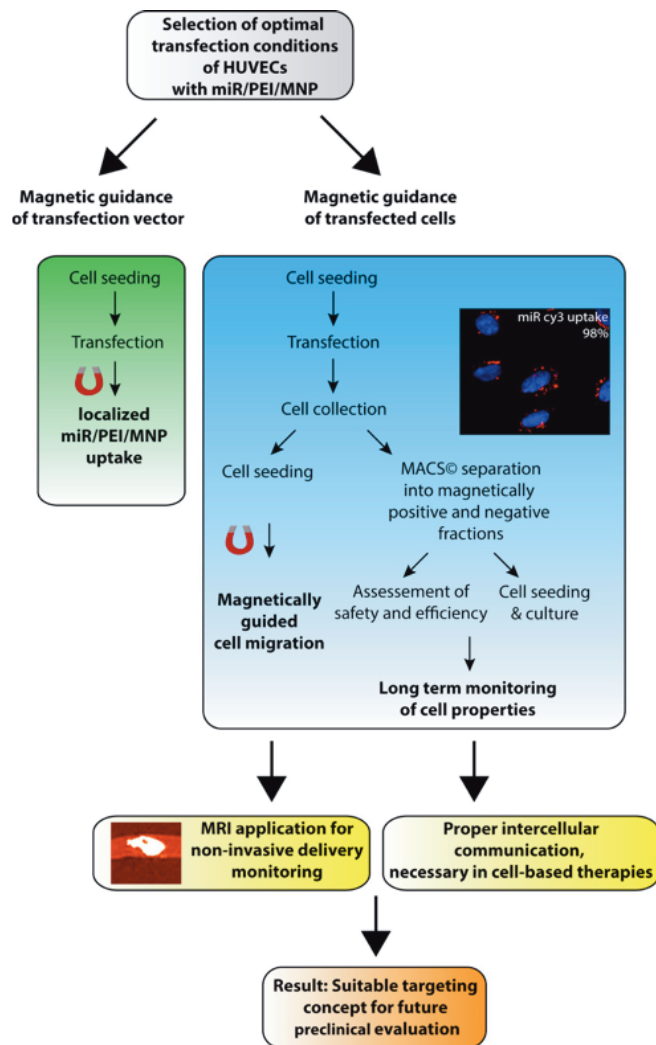 Selection of optimal
transfection conditions
of HUVECs
with miR/PEI/MNP
Magnetic guidance
of transfection vector
Magnetic guidance
of transfected cells
Cell seeding
Transfection
localized
miR/PEI/MNP
uptake
Cell seeding
Transfection
Cell collection
miR cy3 uptake
98%
Cell seeding
Magnetically
guided
cell migration
MACS© separation
into magnetically
positive and negative
fractions
Assessement of
safety and efficiency
Cell seeding
& culture
Long term monitoring
of cell properties
MRI application for
non-invasive delivery
monitoring
Proper intercellular
communication,
necessary in cell-based therapies
Result: Suitable targeting
concept for future
preclinical evaluation